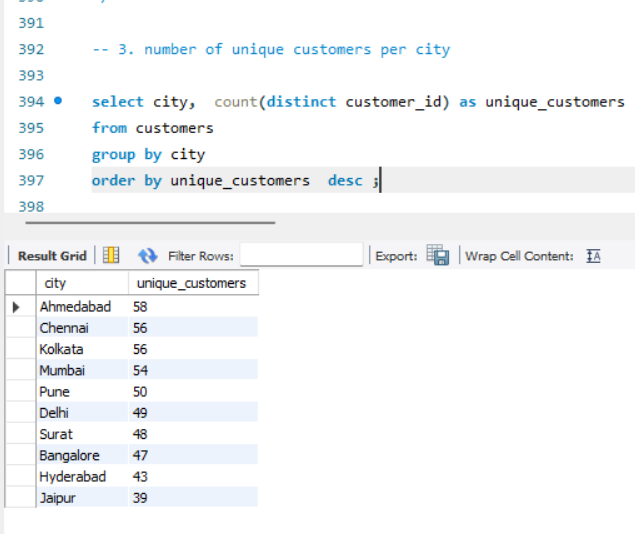 391
392 -- 3. number of unique customers per city
393
394 select city, count(distinct customer_id) as unique_customers
395 from customers
396 group by city
397 order by unique_customers desc ;
398
Result Grid Filter Rows: Export: Wrap Cell Content: IA
city unique_customers
Ahmedabad 58
Chennai 56
Kolkata 56
Mumbai 54
Pune 50
Delhi 49
Surat 48
Bangalore 47
Hyderabad 43
Jaipur 39